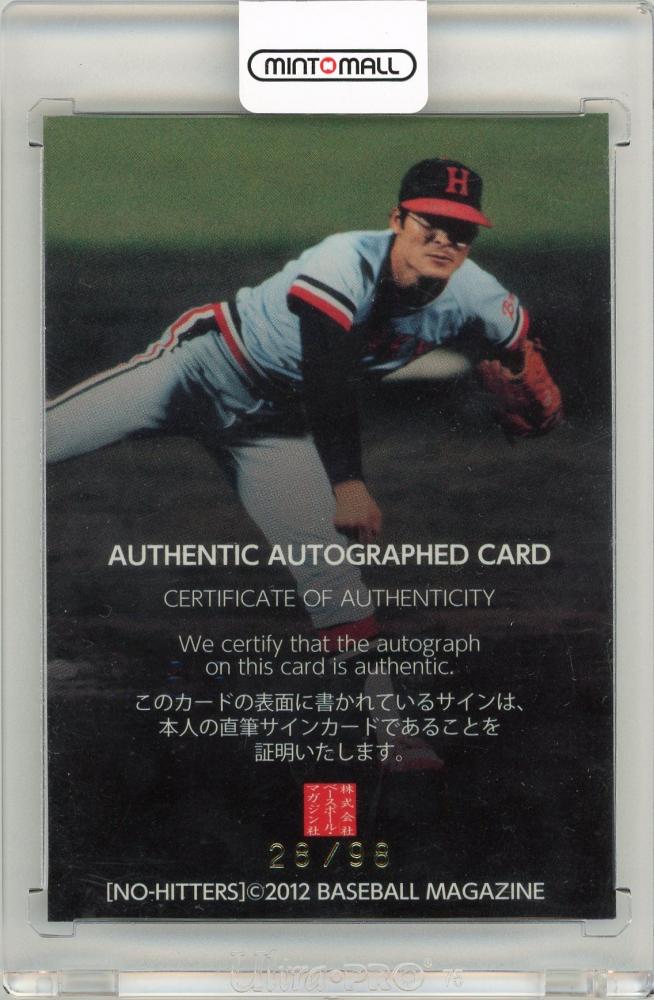 MINTMALL
H
AUTHENTIC AUTOGRAPHED CARD
CERTIFICATE OF AUTHENTICITY
We certify that the autograph
on this card is authentic.
このカードの表面に書かれているサインは、
本人の直筆サインカードであることを
証明いたします。
株式会社
ベースボール・
マガジン社
28/98
[NO-HITTERS]©2012 BASEBALL MAGAZINE
Ultra·PRO® 75